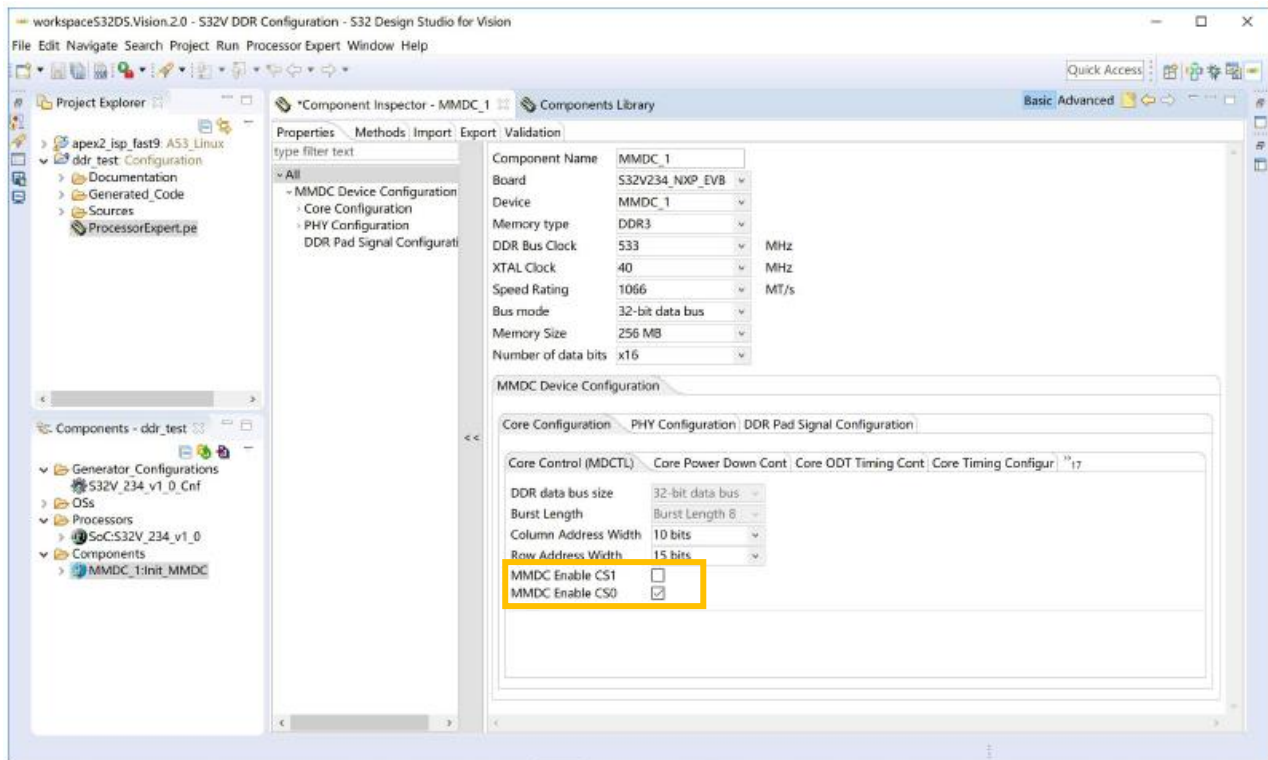 workspaceS32DS.Vision.2.0 - S32V DDR Configuration - S32 Design Studio for Vision
File Edit Navigate Search Project Run Processor Expert Window Help
Quick Access
Project Explorer
apex2_isp_fast9: A53_Linux
ddr_test: Configuration
Documentation
Generated_Code
Sources
ProcessorExpert.pe
Components - ddr_test
Generator_Configurations
S32V_234_v1_0_Cnf
OSs
Processors
SoC:S32V_234_v1_0
Components
MMDC_1:Init_MMDC
*Component Inspector - MMDC_1
Components Library
Basic Advanced
Properties Methods Import Export Validation
type filter text
All
MMDC Device Configuration
Core Configuration
PHY Configuration
DDR Pad Signal Configurati
<<
Component Name MMDC_1
Board S32V234_NXP_EVB
Device MMDC_1
Memory type DDR3
DDR Bus Clock 533 MHz
XTAL Clock 40 MHz
Speed Rating 1066 MT/s
Bus mode 32-bit data bus
Memory Size 256 MB
Number of data bits x16
MMDC Device Configuration
Core Configuration PHY Configuration DDR Pad Signal Configuration
Core Control (MDCTL) Core Power Down Cont Core ODT Timing Cont Core Timing Configur »17
DDR data bus size 32-bit data bus
Burst Length Burst Length 8
Column Address Width 10 bits
Row Address Width 15 bits
MMDC Enable CS1
MMDC Enable CS0